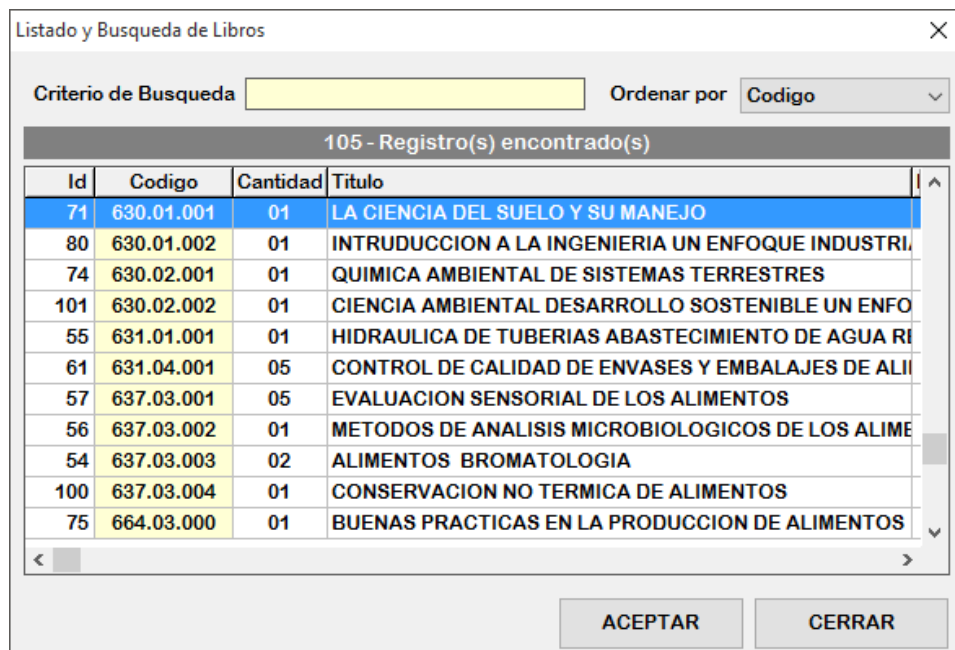 Listado y Busqueda de Libros
Criterio de Busqueda Ordenar por Codigo
105 - Registro(s) encontrado(s)
Id Codigo Cantidad Titulo
71 630.01.001 01 LA CIENCIA DEL SUELO Y SU MANEJO
80 630.01.002 01 INTRUDUCCION A LA INGENIERIA UN ENFOQUE INDUSTRIA
74 630.02.001 01 QUIMICA AMBIENTAL DE SISTEMAS TERRESTRES
101 630.02.002 01 CIENCIA AMBIENTAL DESARROLLO SOSTENIBLE UN ENFO
55 631.01.001 01 HIDRAULICA DE TUBERIAS ABASTECIMIENTO DE AGUA RE
61 631.04.001 05 CONTROL DE CALIDAD DE ENVASES Y EMBALAJES DE ALI
57 637.03.001 05 EVALUACION SENSORIAL DE LOS ALIMENTOS
56 637.03.002 01 METODOS DE ANALISIS MICROBIOLOGICOS DE LOS ALIME
54 637.03.003 02 ALIMENTOS  BROMATOLOGIA
100 637.03.004 01 CONSERVACION NO TERMICA DE ALIMENTOS
75 664.03.000 01 BUENAS PRACTICAS EN LA PRODUCCION DE ALIMENTOS
ACEPTAR CERRAR